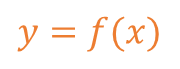 y = f(x)